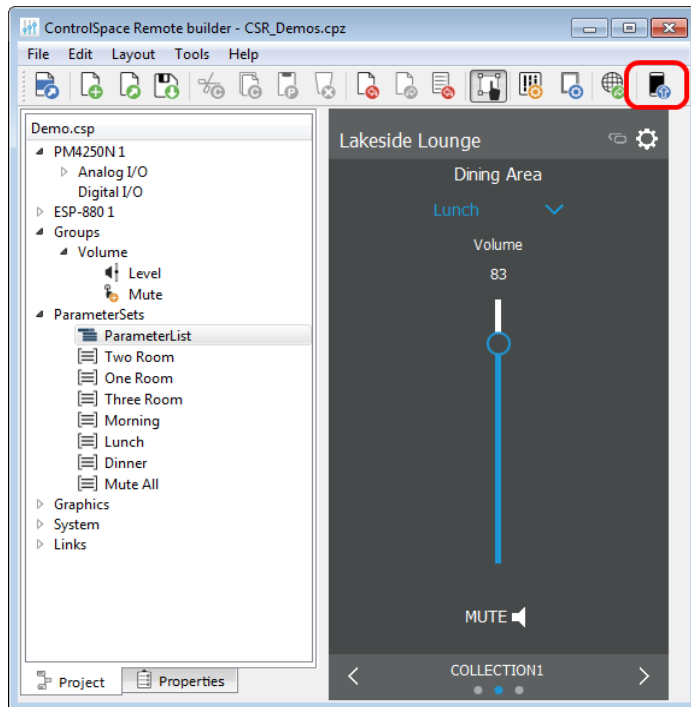 ControlSpace Remote builder - CSR_Demos.cpz
File Edit Layout Tools Help
Demo.csp
PM4250N 1
Analog I/O
Digital I/O
ESP-880 1
Groups
Volume
Level
Mute
ParameterSets
ParameterList
Two Room
One Room
Three Room
Morning
Lunch
Dinner
Mute All
Graphics
System
Links
Project Properties
Lakeside Lounge
Dining Area
Lunch
Volume
83
MUTE
COLLECTION1